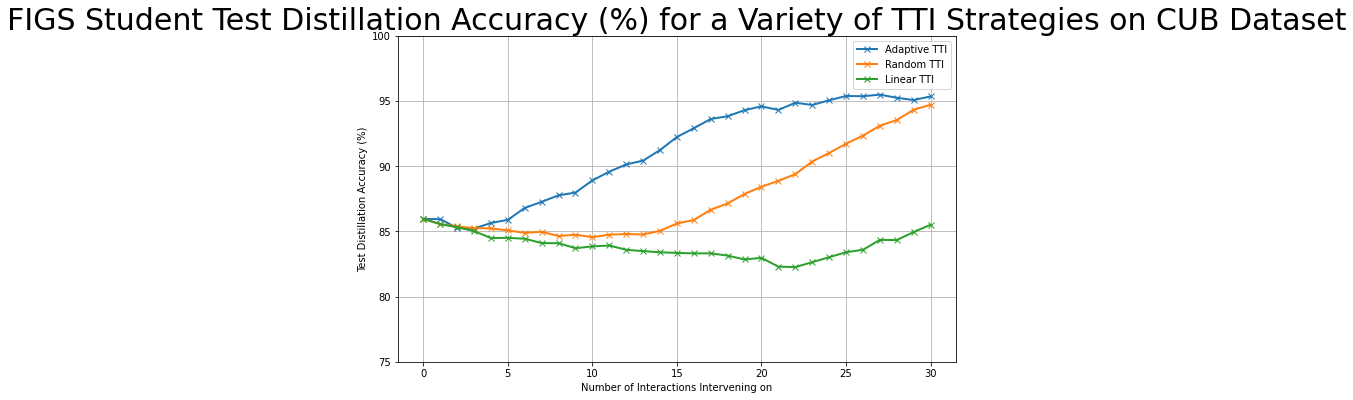 FIGS Student Test Distillation Accuracy (%) for a Variety of TTI Strategies on CUB Dataset
100
95
90
85
80
75
Test Distillation Accuracy (%)
Adaptive TTI
Random TTI
Linear TTI
0 5 10 15 20 25 30
Number of Interactions Intervening on